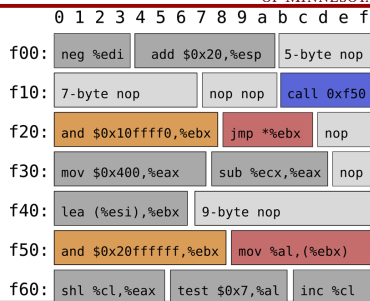 0 1 2 3 4 5 6 7 8 9 a b c d e f
f00: neg %edi add $0x20,%esp 5-byte nop
f10: 7-byte nop nop nop call 0xf50
f20: and $0x10ffff0,%ebx jmp *%ebx nop
f30: mov $0x400,%eax sub %ecx,%eax nop
f40: lea (%esi),%ebx 9-byte nop
f50: and $0x20ffffff,%ebx mov %al,(%ebx)
f60: shl %cl,%eax test $0x7,%al inc %cl